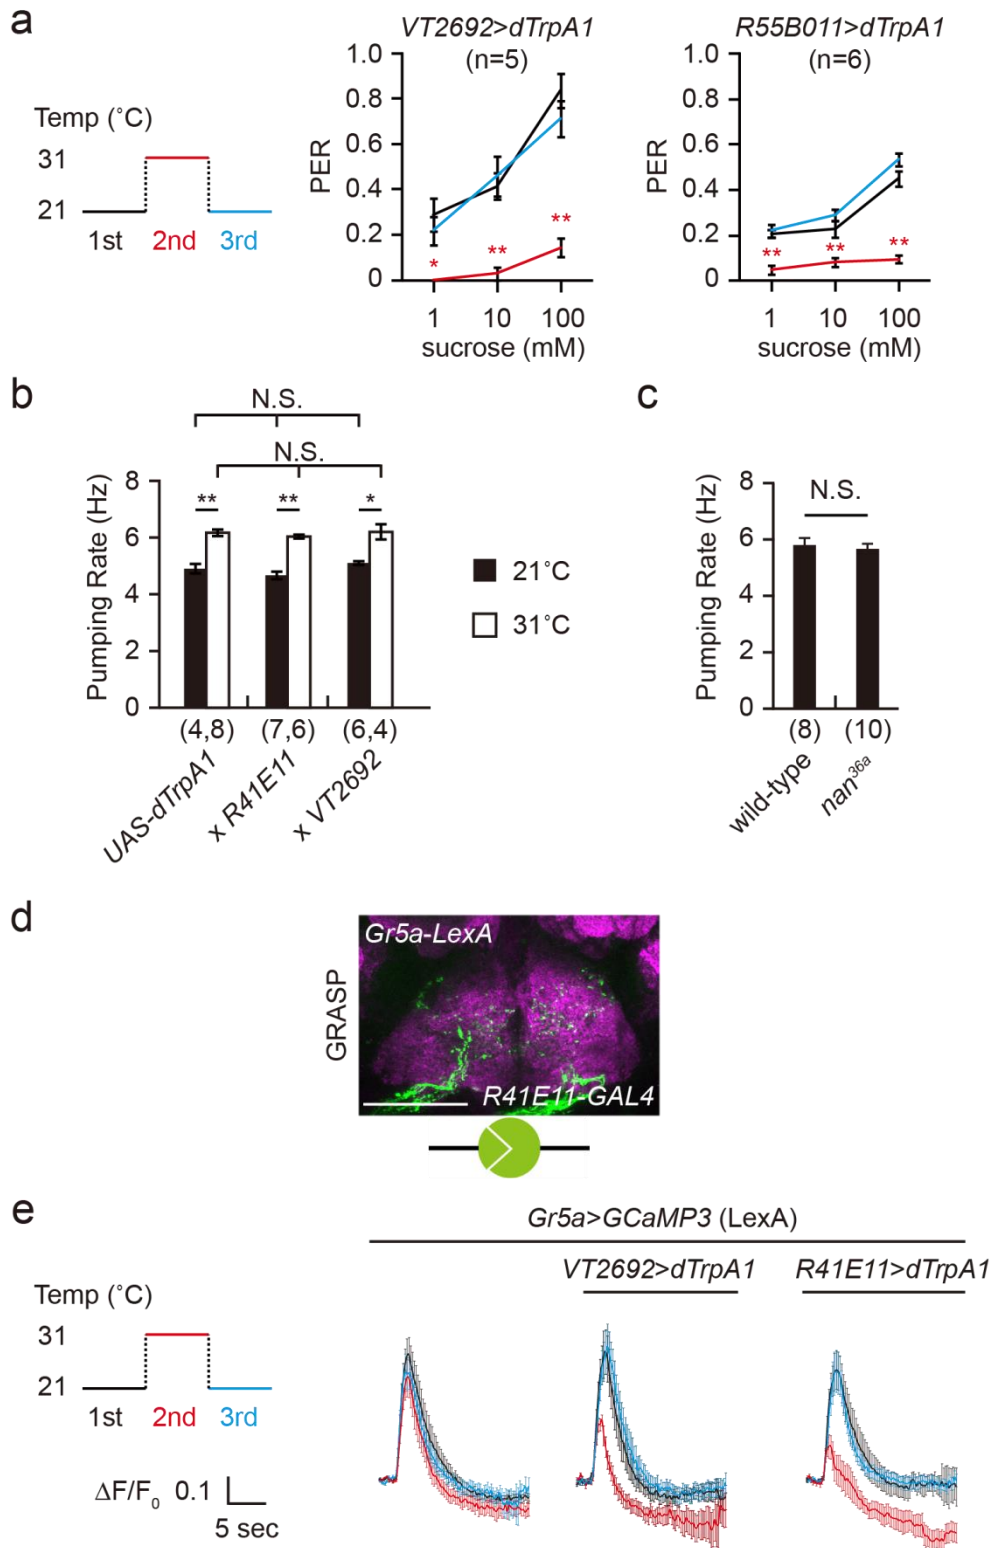 a
Temp (˚C)
31
21
1st 2nd 3rd
VT2692>dTrpA1
(n=5)
PER
1.0
0.8
0.6
0.4
0.2
0
*
**
**
1 10 100
sucrose (mM)
R55B011>dTrpA1
(n=6)
PER
1.0
0.8
0.6
0.4
0.2
0
**
**
**
1 10 100
sucrose (mM)
b
N.S.
N.S.
** ** *
Pumping Rate (Hz)
8
6
4
2
0
(4,8) (7,6) (6,4)
UAS-dTrpA1
x R41E11
x VT2692
21˚C
31˚C
c
N.S.
Pumping Rate (Hz)
8
6
4
2
0
(8) (10)
wild-type
nan36a
d
GRASP
Gr5a-LexA
R41E11-GAL4
e
Temp (˚C)
31
21
1st 2nd 3rd
ΔF/F0 0.1
5 sec
Gr5a>GCaMP3 (LexA)
VT2692>dTrpA1
R41E11>dTrpA1